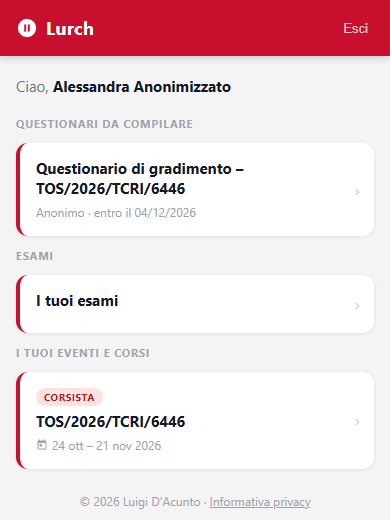 Lurch
Esci
Ciao, Alessandra Anonimizzato
QUESTIONARI DA COMPILARE
Questionario di gradimento –
TOS/2026/TCRI/6446
Anonimo · entro il 04/12/2026
ESAMI
I tuoi esami
I TUOI EVENTI E CORSI
CORSISTA
TOS/2026/TCRI/6446
24 ott – 21 nov 2026
© 2026 Luigi D'Acunto · Informativa privacy